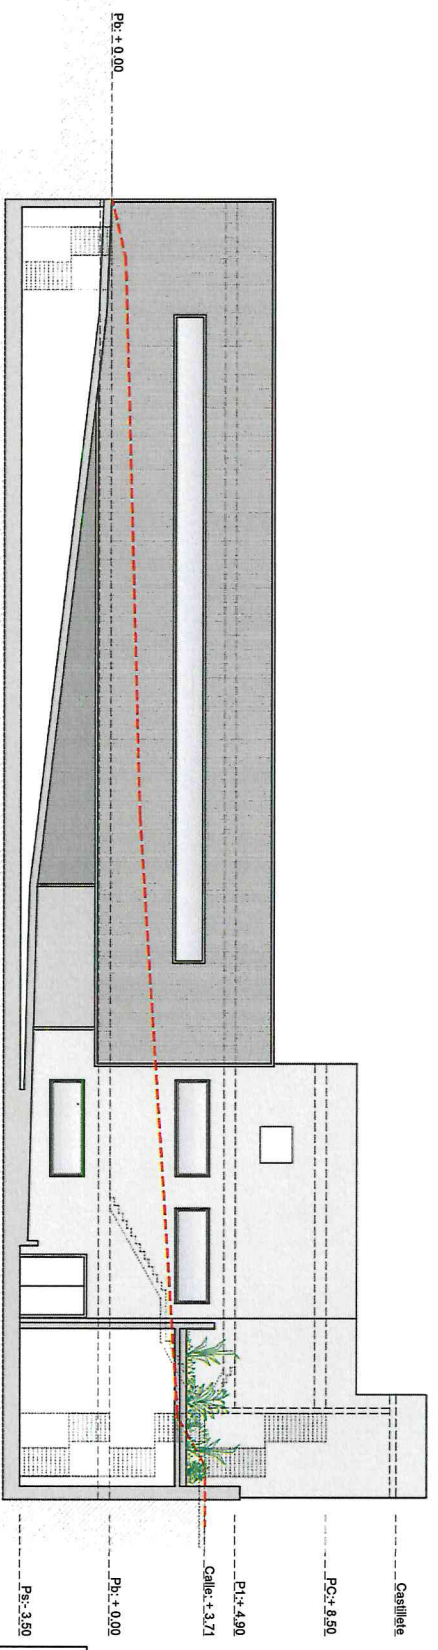 Pb: + 0.00
Castillete
PC:+ 8.50
P1:+ 4.90
Calle:+ 3.71
Pb: + 0.00
Ps:- 3.50